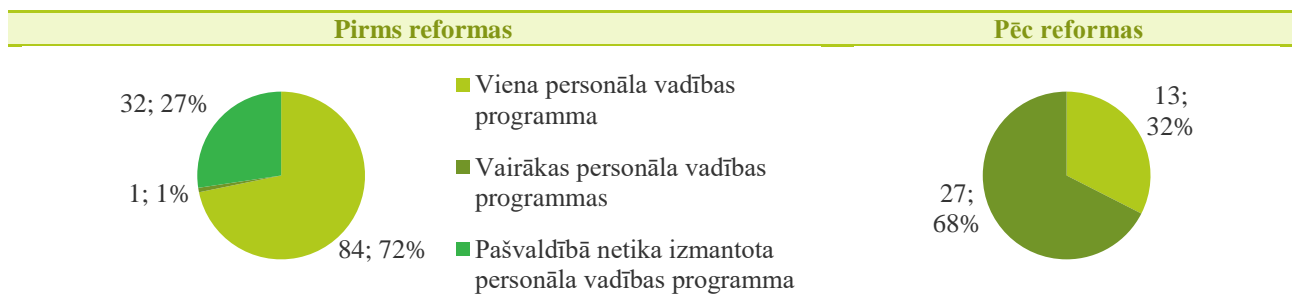 Pirms reformas
Pēc reformas
32; 27%
1; 1%
84; 72%
Viena personāla vadības
programma
Vairākas personāla vadības
programmas
Pašvaldībā netika izmantota
personāla vadības programma
13;
32%
27;
68%